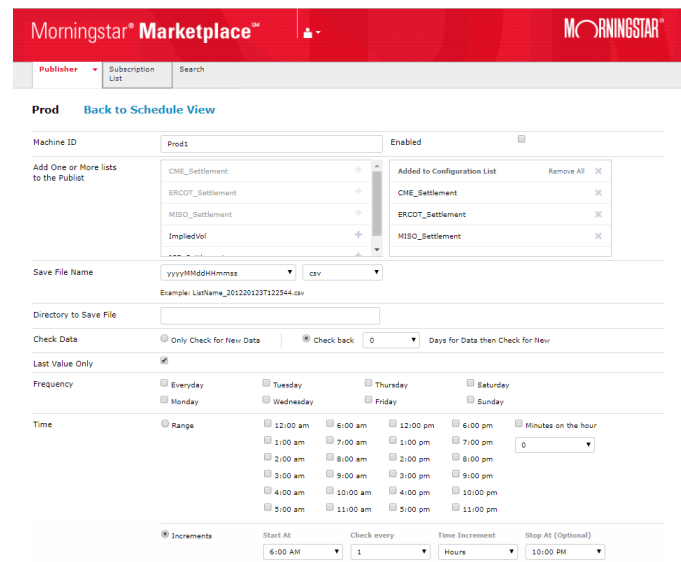 Morningstar® Marketplace℠
MORNINGSTAR®
Publisher
Subscription List
Search
Prod Back to Schedule View
Machine ID
Prod1
Enabled
Add One or More lists
to the Publist
CME_Settlement
ERCOT_Settlement
MISO_Settlement
ImpliedVol
Added to Configuration List Remove All
CME_Settlement
ERCOT_Settlement
MISO_Settlement
Save File Name
yyyyMMddHHmmss csv
Example: ListName_201220123T122544.csv
Directory to Save File
Check Data
Only Check for New Data Check back 0 Days for Data then Check for New
Last Value Only
Frequency
Everyday Tuesday Thursday Saturday
Monday Wednesday Friday Sunday
Time
Range
12:00 am 6:00 am 12:00 pm 6:00 pm Minutes on the hour
1:00 am 7:00 am 1:00 pm 7:00 pm 0
2:00 am 8:00 am 2:00 pm 8:00 pm
3:00 am 9:00 am 3:00 pm 9:00 pm
4:00 am 10:00 am 4:00 pm 10:00 pm
5:00 am 11:00 am 5:00 pm 11:00 pm
Increments
Start At Check every Time Increment Stop At (Optional)
6:00 AM 1 Hours 10:00 PM